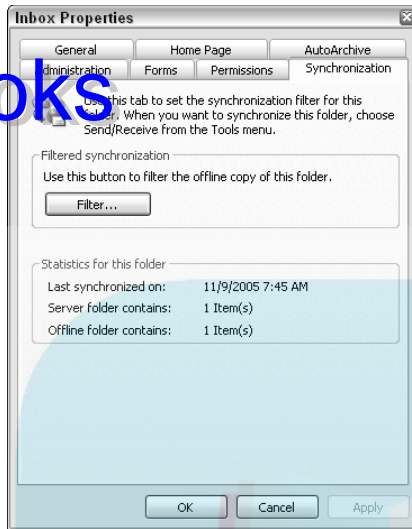 Inbox Properties
General Home Page AutoArchive
Administration Forms Permissions Synchronization
oks
Use this tab to set the synchronization filter for this
folder. When you want to synchronize this folder, choose
Send/Receive from the Tools menu.
Filtered synchronization
Use this button to filter the offline copy of this folder.
Filter...
Statistics for this folder
Last synchronized on: 11/9/2005 7:45 AM
Server folder contains: 1 Item(s)
Offline folder contains: 1 Item(s)
OK Cancel Apply